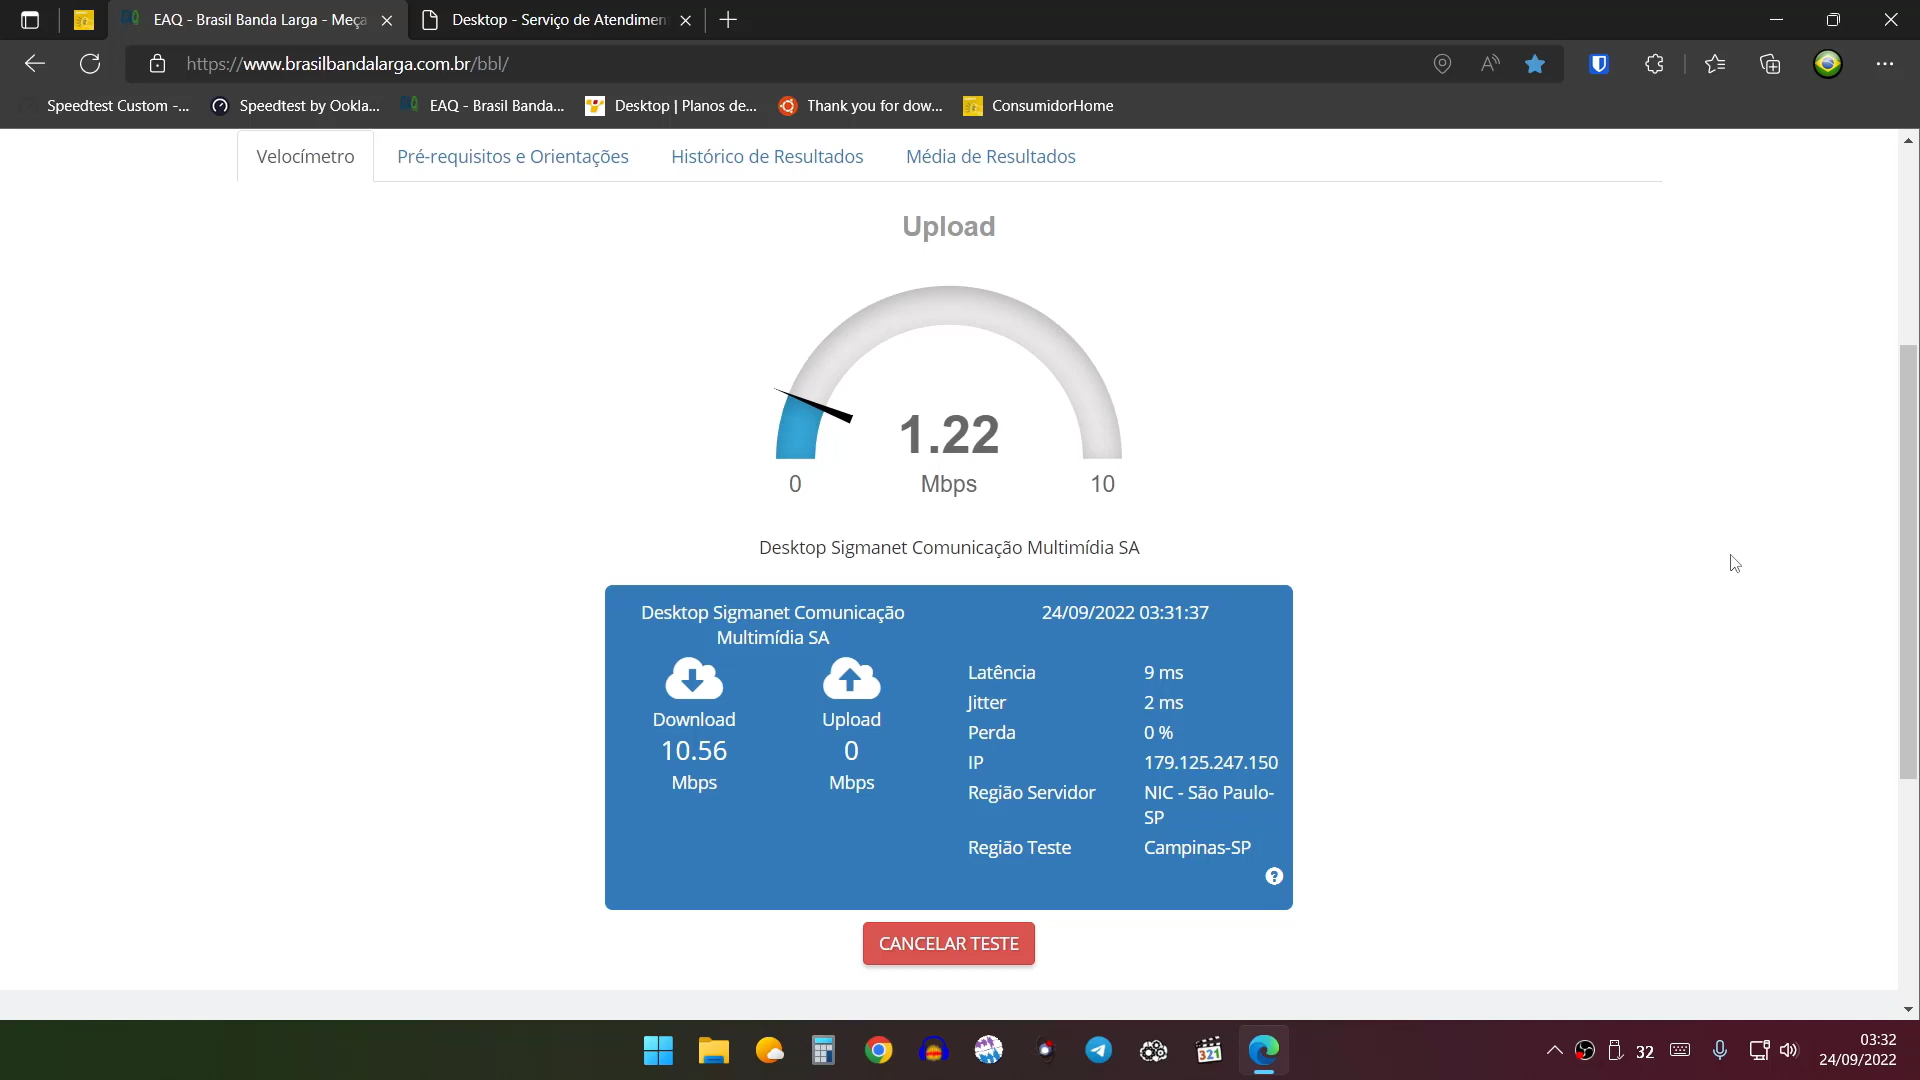 EAQ - Brasil Banda Larga - Meça
Desktop - Serviço de Atendimen
https://www.brasilbandalarga.com.br/bbl/
Speedtest Custom -...
Speedtest by Ookla...
EAQ - Brasil Banda...
Desktop | Planos de...
Thank you for dow...
ConsumidorHome
Velocímetro
Pré-requisitos e Orientações
Histórico de Resultados
Média de Resultados
Upload
1.22
0
Mbps
10
Desktop Sigmanet Comunicação Multimídia SA
Desktop Sigmanet Comunicação
Multimídia SA
24/09/2022 03:31:37
Download
10.56
Mbps
Upload
0
Mbps
Latência 9 ms
Jitter 2 ms
Perda 0 %
IP 179.125.247.150
Região Servidor NIC - São Paulo-
SP
Região Teste Campinas-SP
?
CANCELAR TESTE
321
32
03:32
24/09/2022